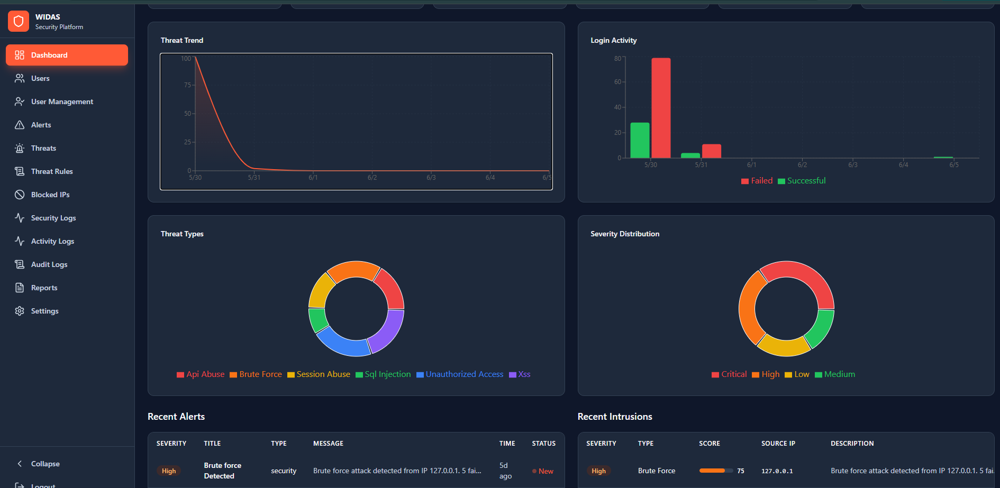 WIDAS
Security Platform
Dashboard
Users
User Management
Alerts
Threats
Threat Rules
Blocked IPs
Security Logs
Activity Logs
Audit Logs
Reports
Settings
Collapse
Logout
Threat Trend
100
75
50
25
0
5/30 5/31 6/1 6/2 6/3 6/4 6/5
Login Activity
80
60
40
20
0
5/30 5/31 6/1 6/2 6/3 6/4 6/5
Failed Successful
Threat Types
Api Abuse Brute Force Session Abuse Sql Injection Unauthorized Access Xss
Severity Distribution
Critical High Low Medium
Recent Alerts
SEVERITY TITLE TYPE MESSAGE TIME STATUS
High Brute force Detected security Brute force attack detected from IP 127.0.0.1. 5 fai... 5d ago New
Recent Intrusions
SEVERITY TYPE SCORE SOURCE IP DESCRIPTION
High Brute Force 75 127.0.0.1 Brute force attack detected from IP 127.0.0.1. 5 fai